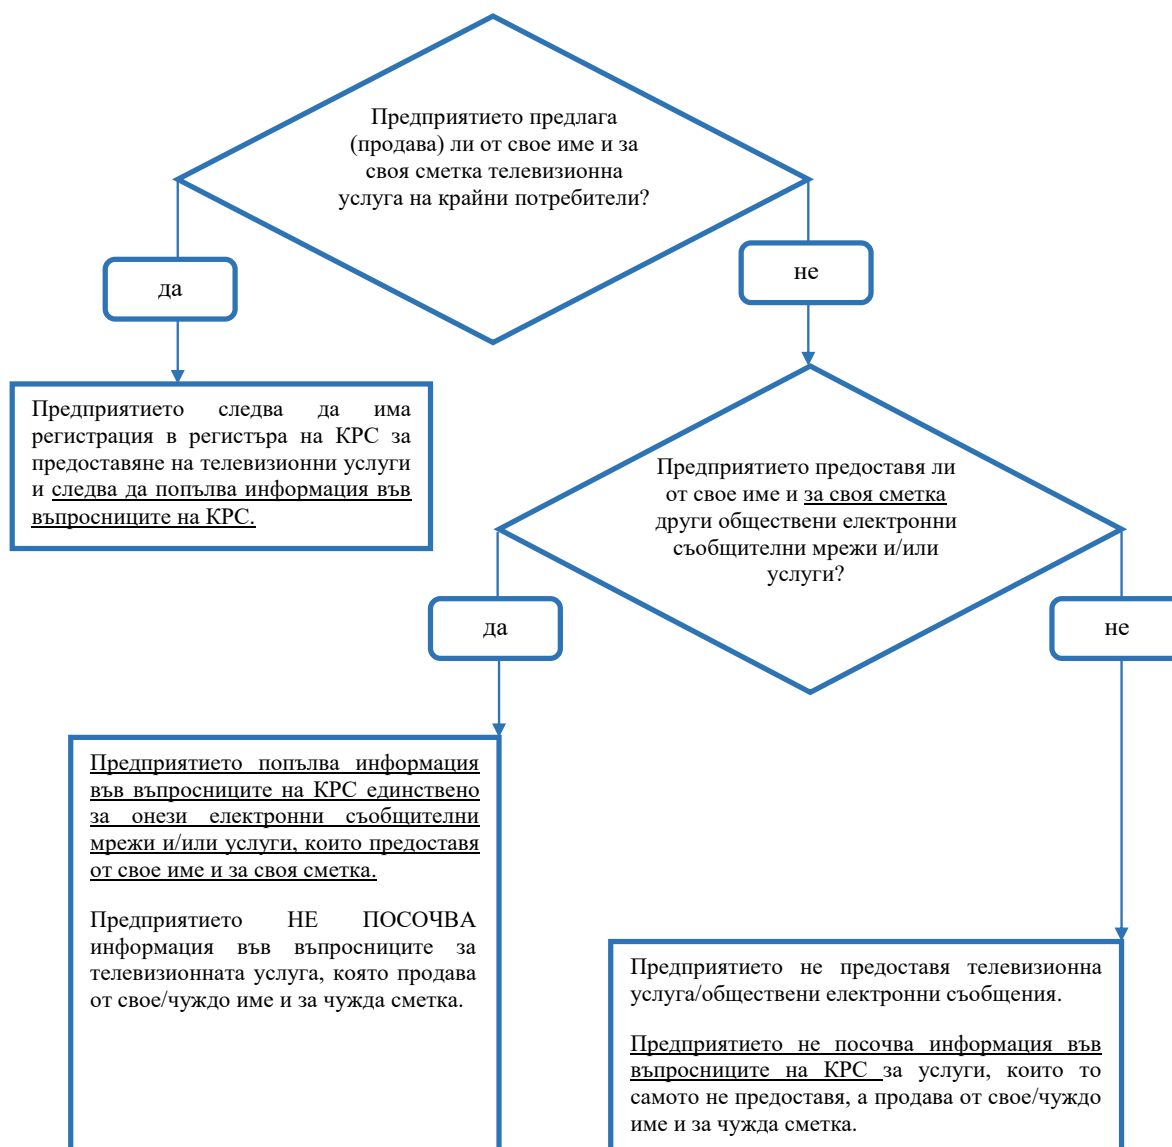 Предприятието предлага
(продава) ли от свое име и за
своя сметка телевизионна
услуга на крайни потребители?
да
не
Предприятието следва да има
регистрация в регистъра на КРС за
предоставяне на телевизионни услуги
и следва да попълва информация във
въпросниците на КРС.
Предприятието предоставя ли
от свое име и за своя сметка
други обществени електронни
съобщителни мрежи и/или
услуги?
да
не
Предприятието попълва информация
във въпросниците на КРС единствено
за онези електронни съобщителни
мрежи и/или услуги, които предоставя
от свое име и за своя сметка.
Предприятието НЕ ПОСОЧВА
информация във въпросниците за
телевизионната услуга, която продава
от свое/чуждо име и за чужда сметка.
Предприятието не предоставя телевизионна
услуга/обществени електронни съобщения.
Предприятието не посочва информация във
въпросниците на КРС за услуги, които то
самото не предоставя, а продава от свое/чуждо
име и за чужда сметка.